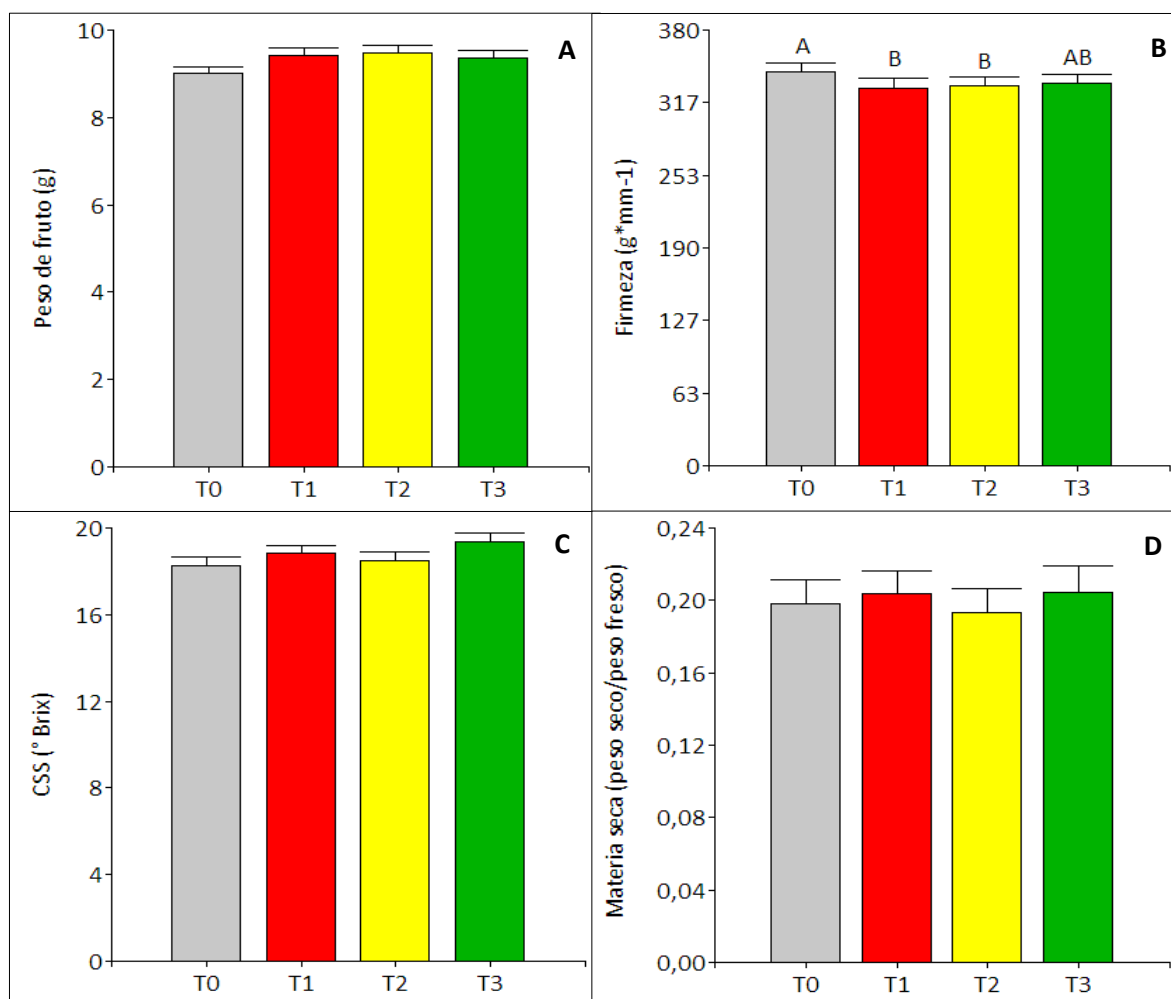 A
Peso de fruto (g)
10
8
6
4
2
0
T0 T1 T2 T3
B
Firmeza (g*mm-1)
380
317
253
190
127
63
0
A B B AB
T0 T1 T2 T3
C
CSS (° Brix)
20
16
12
8
4
0
T0 T1 T2 T3
D
Materia seca (peso seco/peso fresco)
0,24
0,20
0,16
0,12
0,08
0,04
0,00
T0 T1 T2 T3